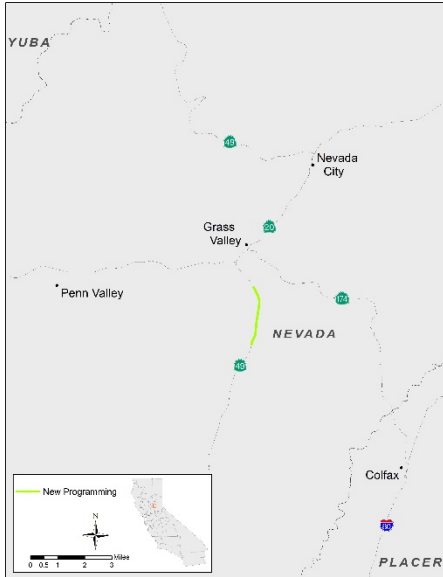 YUBA
49
Nevada
City
20
Grass
Valley
Penn Valley
174
NEVADA
49
Colfax
80
PLACER
New Programming
N
0 0.5 1 2 3 Miles